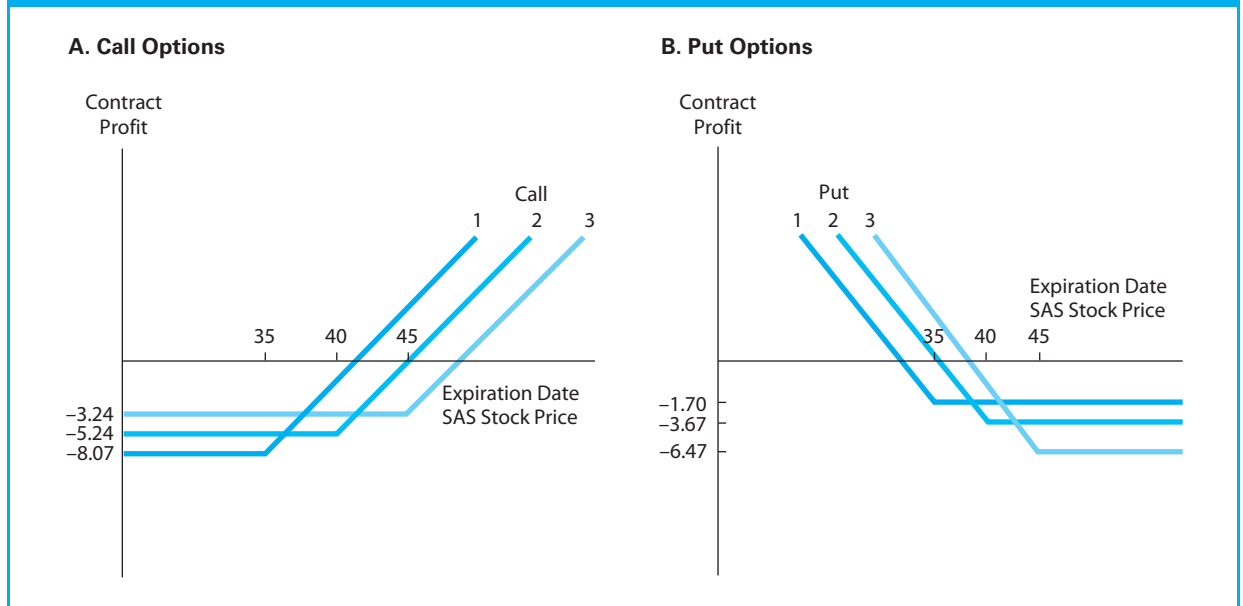 A. Call Options
Contract
Profit
Call
1 2 3
35 40 45
Expiration Date
SAS Stock Price
–3.24
–5.24
–8.07
B. Put Options
Contract
Profit
Put
1 2 3
Expiration Date
SAS Stock Price
35 40 45
–1.70
–3.67
–6.47